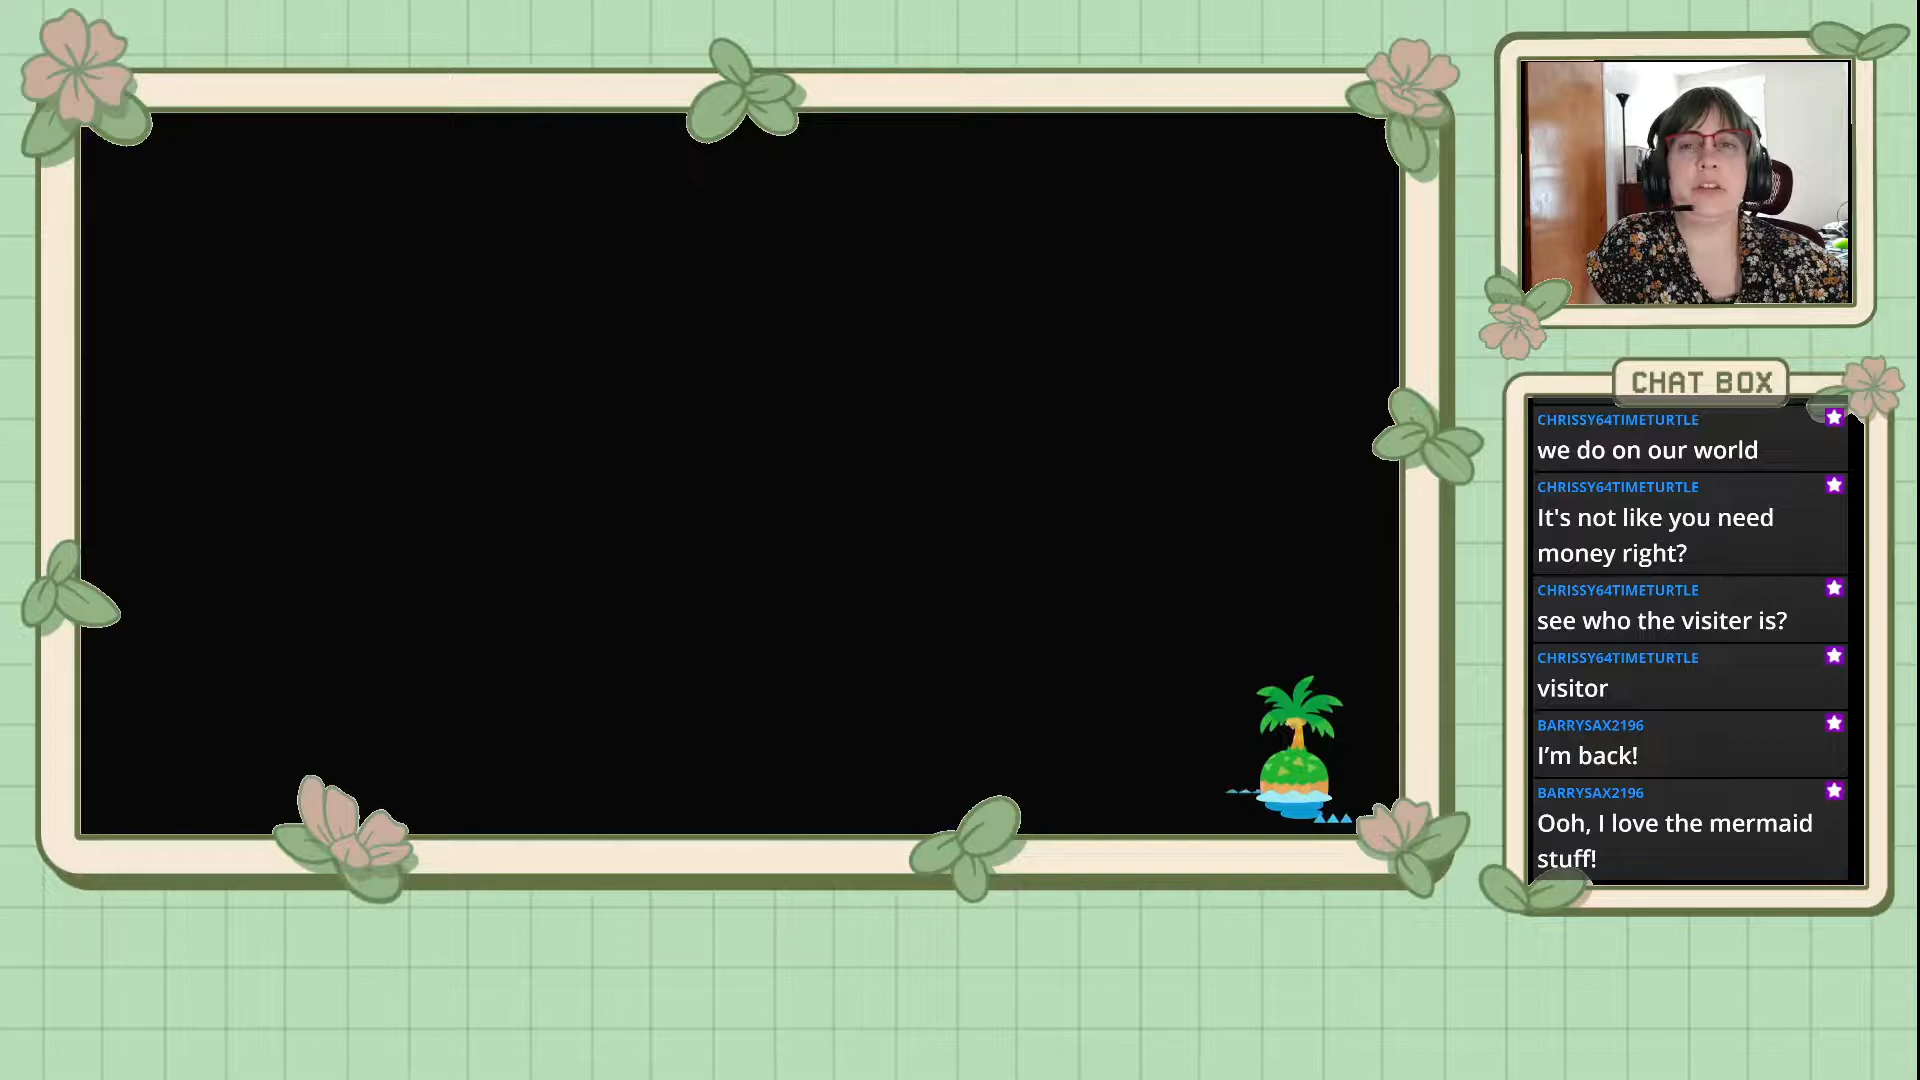 CHAT BOX
CHRISSY64TIMETURTLE
we do on our world
CHRISSY64TIMETURTLE
It's not like you need
money right?
CHRISSY64TIMETURTLE
see who the visiter is?
CHRISSY64TIMETURTLE
visitor
BARRYSAX2196
I’m back!
BARRYSAX2196
Ooh, I love the mermaid
stuff!